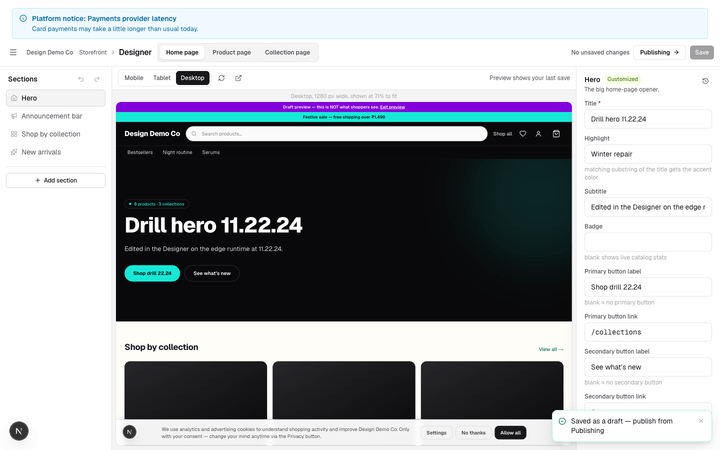 Platform notice: Payments provider latency
Card payments may take a little longer than usual today.
Design Demo Co Storefront > Designer Home page Product page Collection page No unsaved changes Publishing → Save
Sections
Hero
Announcement bar
Shop by collection
New arrivals
+ Add section
Mobile Tablet Desktop Preview shows your last save
Desktop, 1280 px wide, shown at 71% to fit
Draft preview — this is NOT what shoppers see. Exit preview
Festive sale — free shipping over ₹1,499
Design Demo Co Search products... Shop all
Bestsellers Night routine Serums
8 products · 3 collections
Drill hero 11.22.24
Edited in the Designer on the edge runtime at 11.22.24.
Shop drill 22.24 See what's new
Shop by collection View all →
N We use analytics and advertising cookies to understand shopping activity and improve Design Demo Co. Only
with your consent — change your mind anytime via the Privacy button.
Settings No thanks Allow all
N
Hero Customized
The big home-page opener.
Title *
Drill hero 11.22.24
Highlight
Winter repair
matching substring of the title gets the accent
color
Subtitle
Edited in the Designer on the edge r
Badge
blank shows live catalog stats
Primary button label
Shop drill 22.24
blank = no primary button
Primary button link
/collections
Secondary button label
See what's new
blank = no secondary button
Secondary button link
Saved as a draft — publish from
Publishing